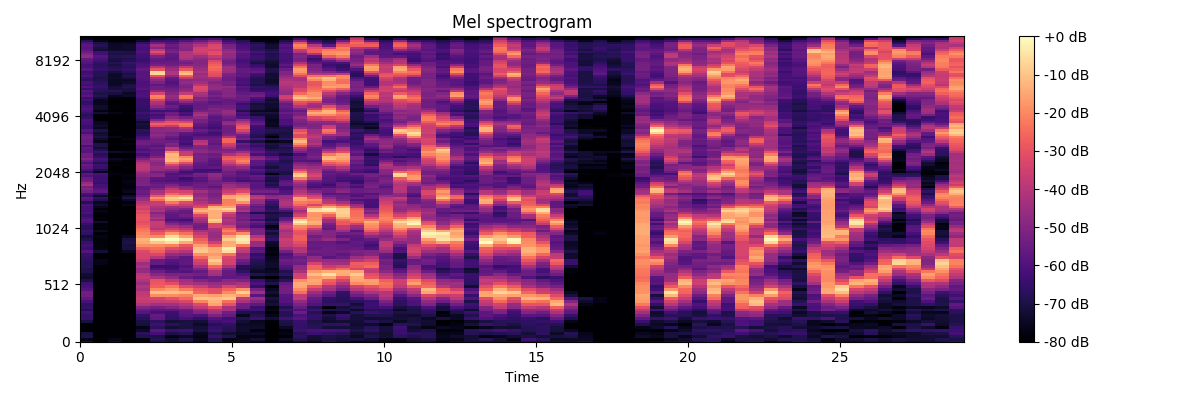 Mel spectrogram
Hz
8192
4096
2048
1024
512
0
0 5 10 15 20 25
Time
+0 dB
-10 dB
-20 dB
-30 dB
-40 dB
-50 dB
-60 dB
-70 dB
-80 dB